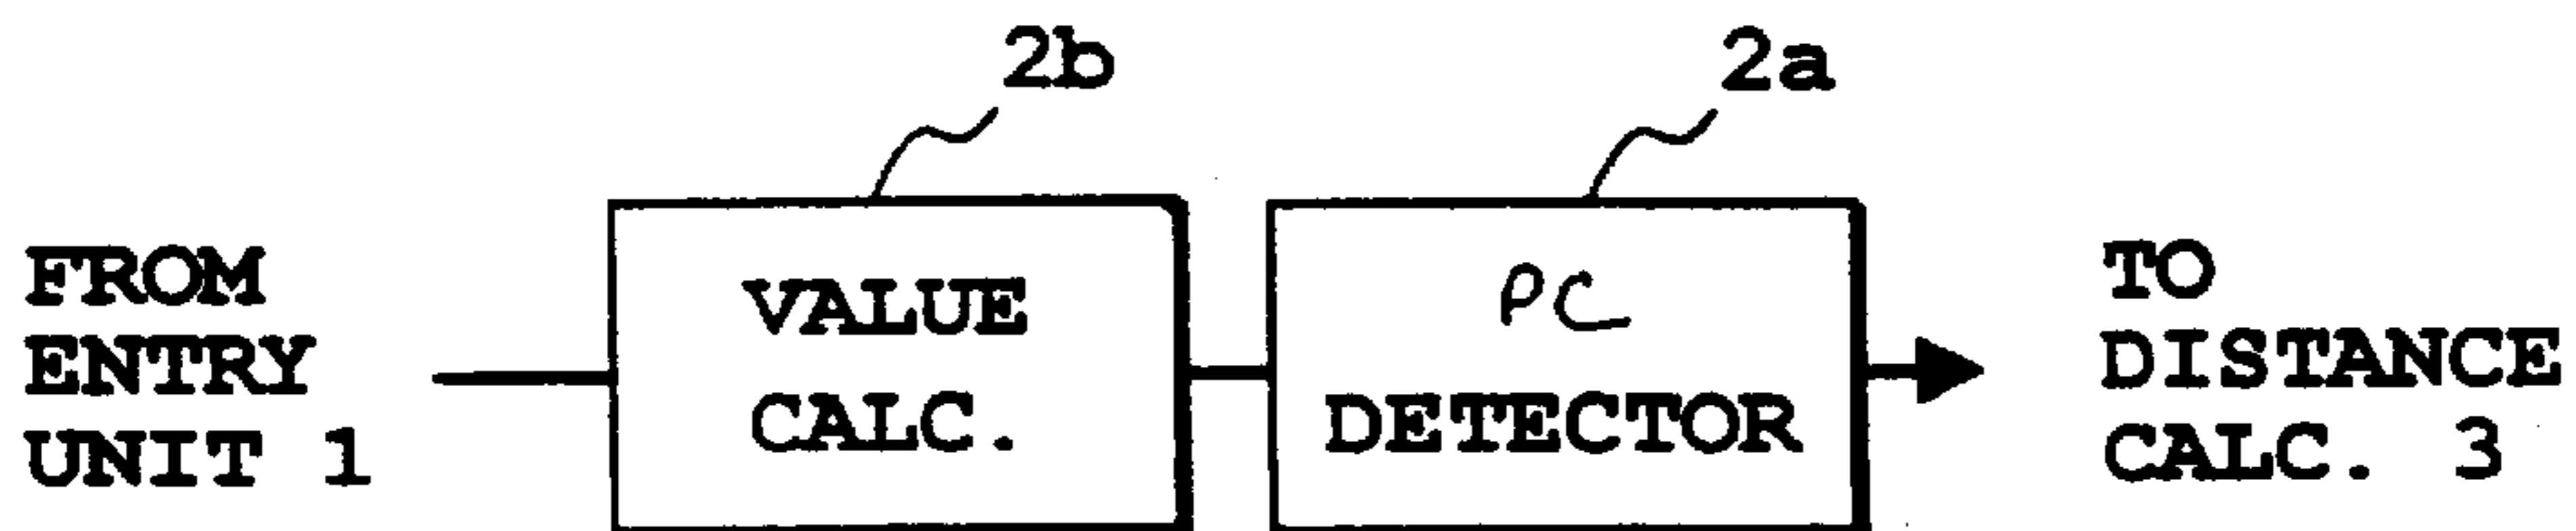 2b
2a
FROM
ENTRY
UNIT 1
VALUE
CALC.
PC
DETECTOR
TO
DISTANCE
CALC. 3